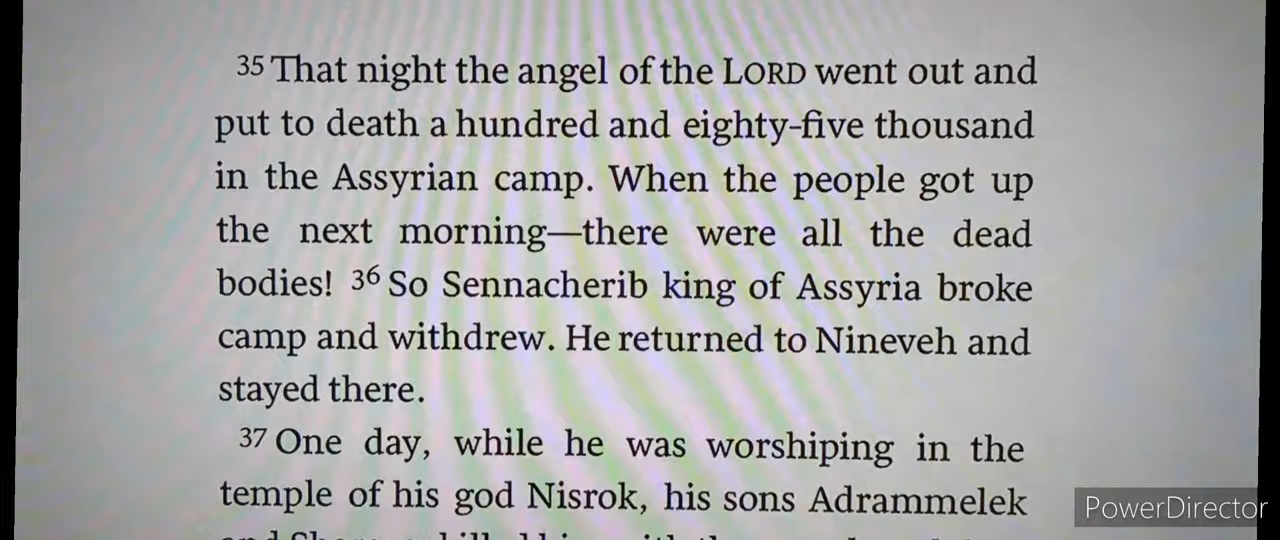 35 That night the angel of the LORD went out and
put to death a hundred and eighty-five thousand
in the Assyrian camp. When the people got up
the next morning—there were all the dead
bodies! 36 So Sennacherib king of Assyria broke
camp and withdrew. He returned to Nineveh and
stayed there.
37 One day, while he was worshiping in the
temple of his god Nisrok, his sons Adrammelek
PowerDirector